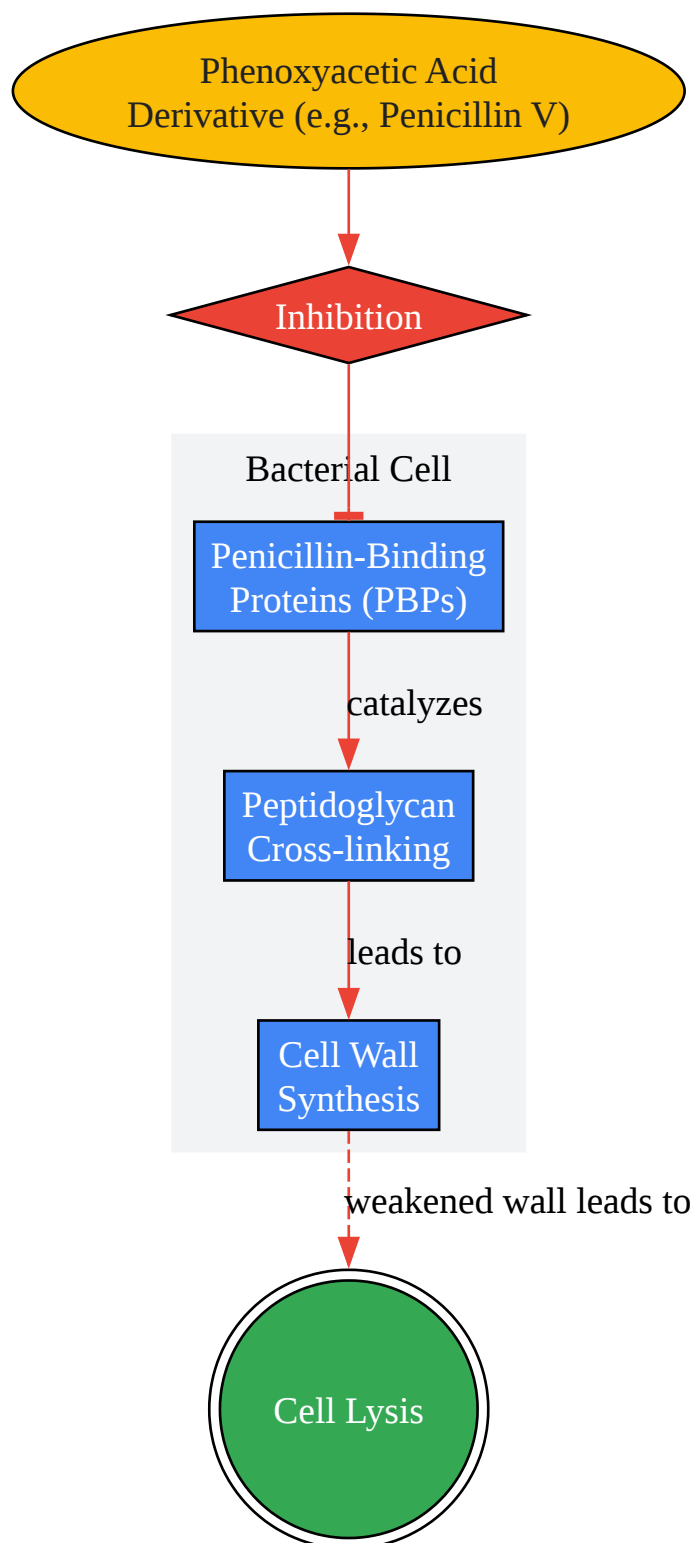 Phenoxyacetic Acid
Derivative (e.g., Penicillin V)
Inhibition
Bacterial Cell
Penicillin-Binding
Proteins (PBPs)
catalyzes
Peptidoglycan
Cross-linking
leads to
Cell Wall
Synthesis
weakened wall leads to
Cell Lysis